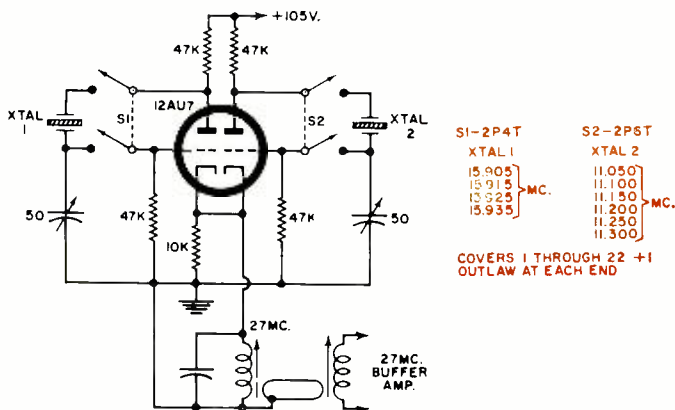 +105V.
47K 47K
12AU7
XTAL
1
S1
S2
XTAL
2
50
47K
10K
47K
50
27MC.
27MC.
BUFFER
AMP.
S1-2P4T
XTAL 1
15.905
15.915
15.925
15.935
MC.
S2-2P6T
XTAL 2
11.050
11.100
11.150
11.200
11.250
11.300
MC.
COVERS 1 THROUGH 22 +1
OUTLAW AT EACH END